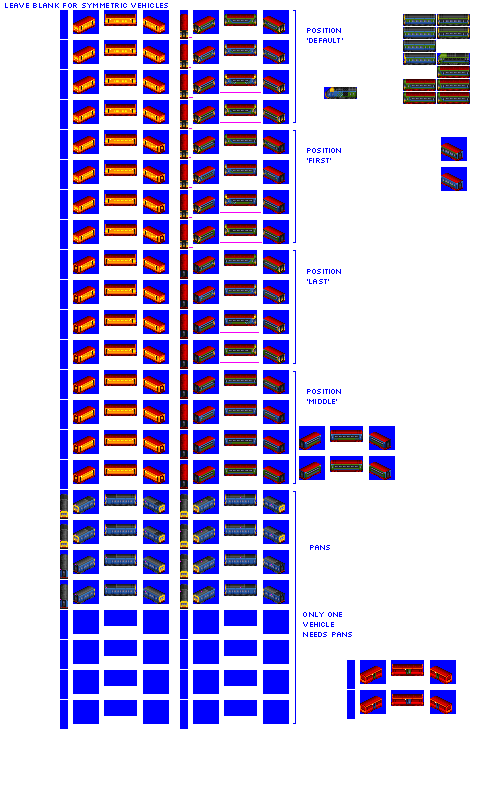 LEAVE BLANK FOR SYMMETRIC VEHICLES
POSITION
'DEFAULT'
POSITION
'FIRST'
POSITION
'LAST'
POSITION
'MIDDLE'
PANS
ONLY ONE
VEHICLE
NEEDS PANS